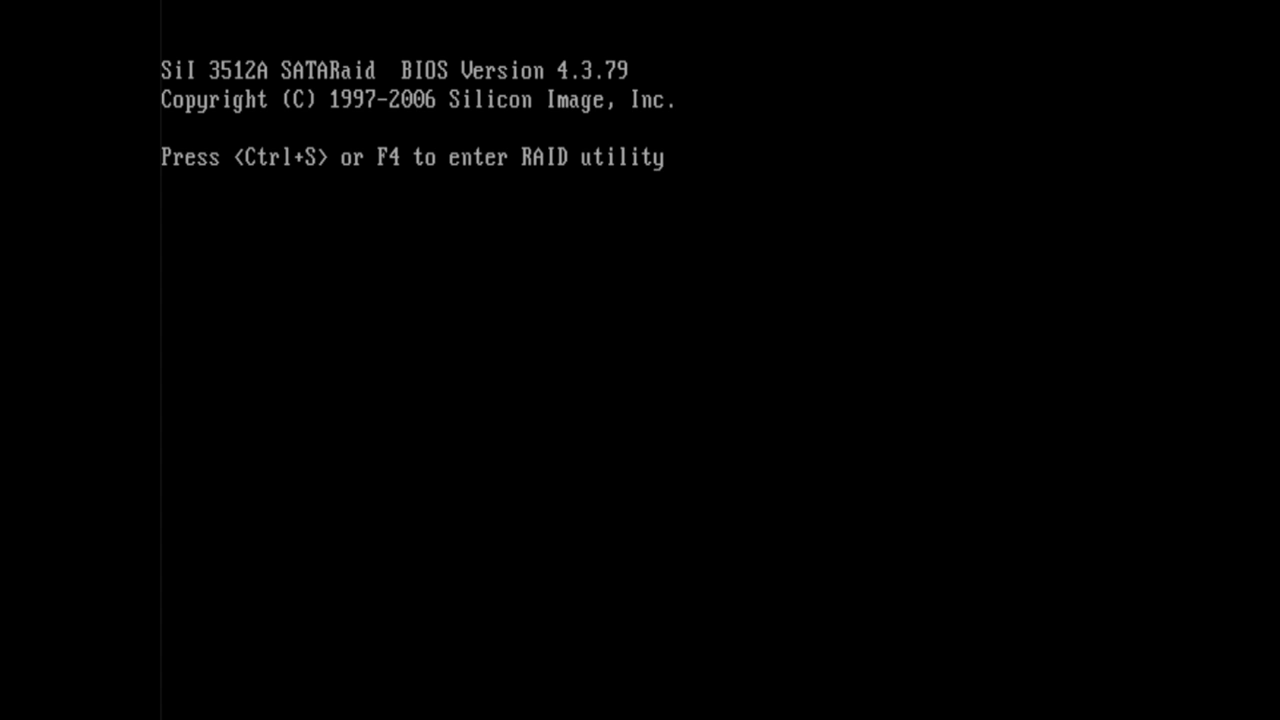 SiI 3512A SATARaid  BIOS Version 4.3.79
Copyright (C) 1997-2006 Silicon Image, Inc.
Press <Ctrl+S> or F4 to enter RAID utility